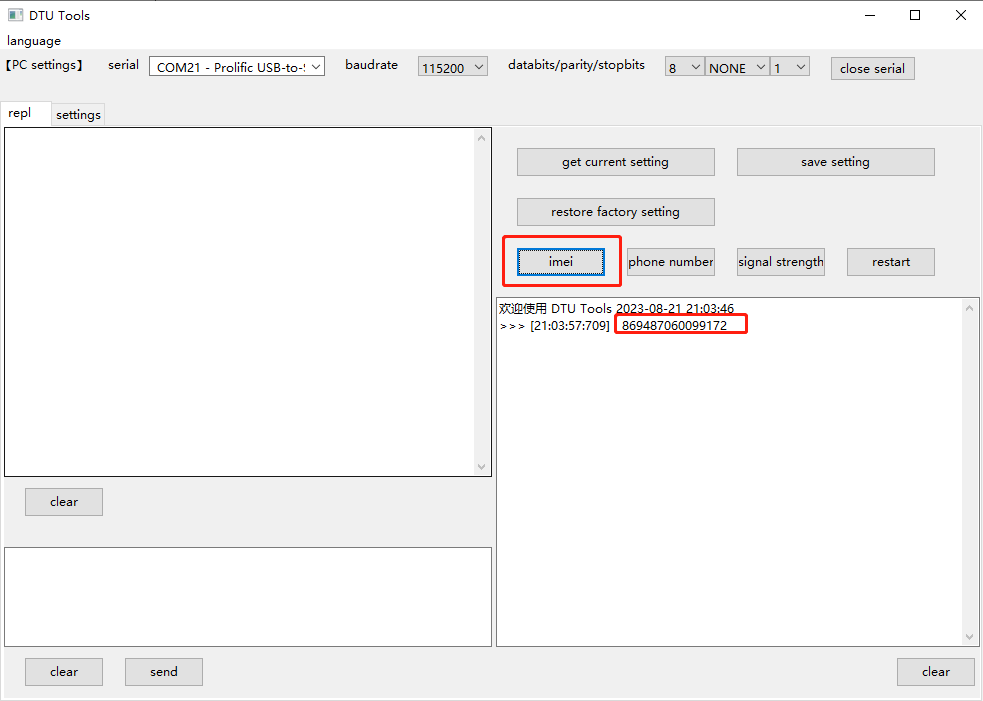 DTU Tools
language
【PC settings】 serial COM21 - Prolific USB-to- baudrate 115200 databits/parity/stopbits 8 NONE 1 close serial
repl settings
get current setting save setting
restore factory setting
imei phone number signal strength restart
欢迎使用 DTU Tools 2023-08-21 21:03:46
>>> [21:03:57:709] 869487060099172
clear
clear send clear